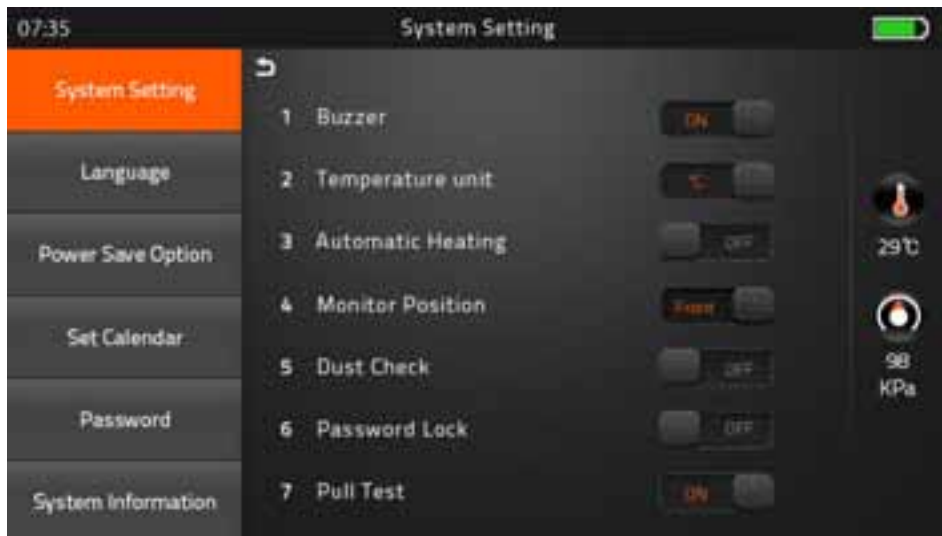 07:35
System Setting
System Setting
Language
Power Save Option
Set Calendar
Password
System Information
1 Buzzer ON
2 Temperature unit ℃
3 Automatic Heating OFF
4 Monitor Position Front
5 Dust Check OFF
6 Password Lock OFF
7 Pull Test ON
29℃
98
KPa